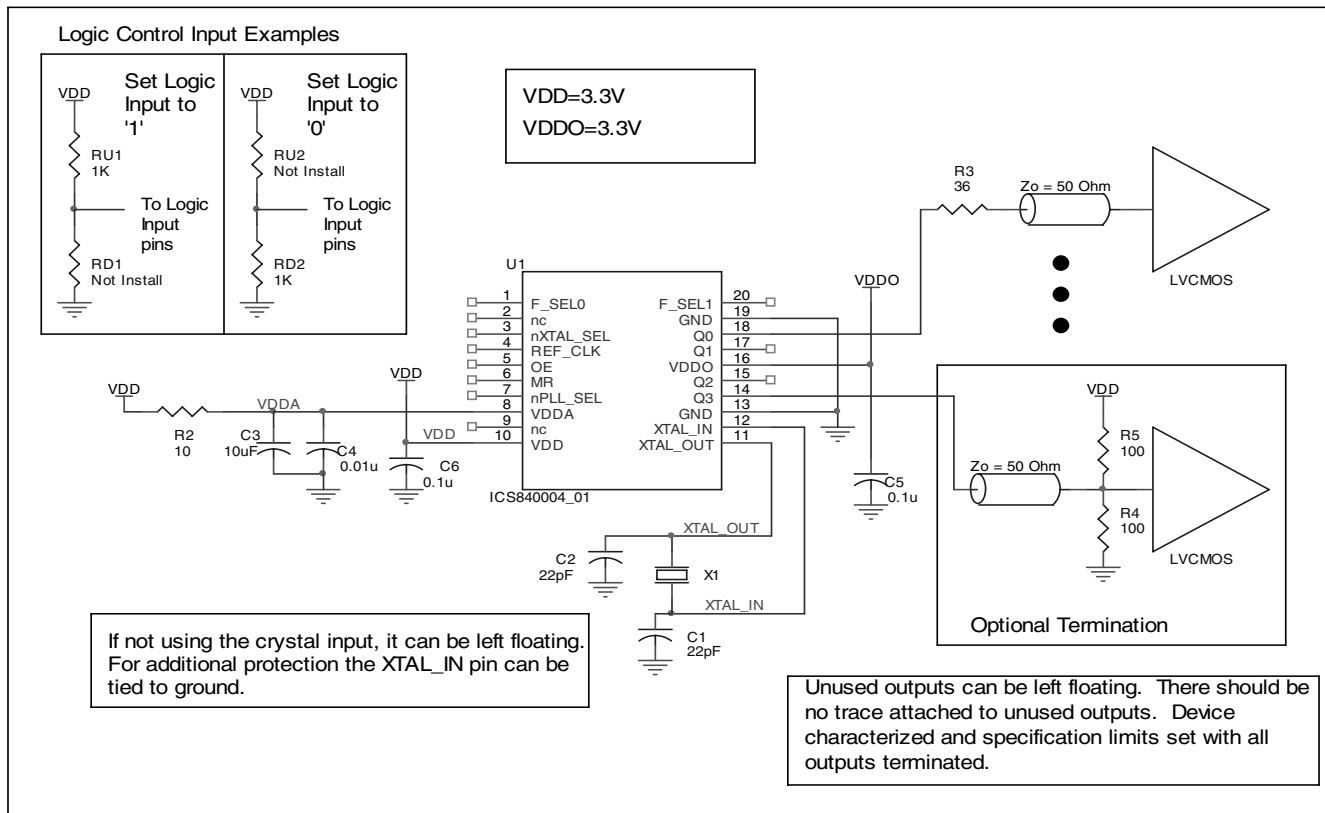 Logic Control Input Examples
VDD
Set Logic
Input to
'1'
RU1
1K
To Logic
Input
pins
RD1
Not Install
VDD
Set Logic
Input to
'0'
RU2
Not Install
To Logic
Input
pins
RD2
1K
VDD=3.3V
VDDO=3.3V
R3
36
Zo = 50 Ohm
LVCMOS
U1
1
F_SEL0
2
nc
3
nXTAL_SEL
4
REF_CLK
5
OE
6
MR
7
nPLL_SEL
8
VDDA
9
nc
10
VDD
20
F_SEL1
19
GND
18
Q0
17
Q1
16
VDDO
15
Q2
14
Q3
13
GND
12
XTAL_IN
11
XTAL_OUT
ICS840004_01
VDDO
C5
0.1u
VDD
R2
10
VDDA
C3
10uF
C4
0.01u
VDD
VDD
C6
0.1u
XTAL_OUT
C2
22pF
X1
XTAL_IN
C1
22pF
VDD
R5
100
Zo = 50 Ohm
R4
100
LVCMOS
Optional Termination
If not using the crystal input, it can be left floating.
For additional protection the XTAL_IN pin can be
tied to ground.
Unused outputs can be left floating. There should be
no trace attached to unused outputs. Device
characterized and specification limits set with all
outputs terminated.